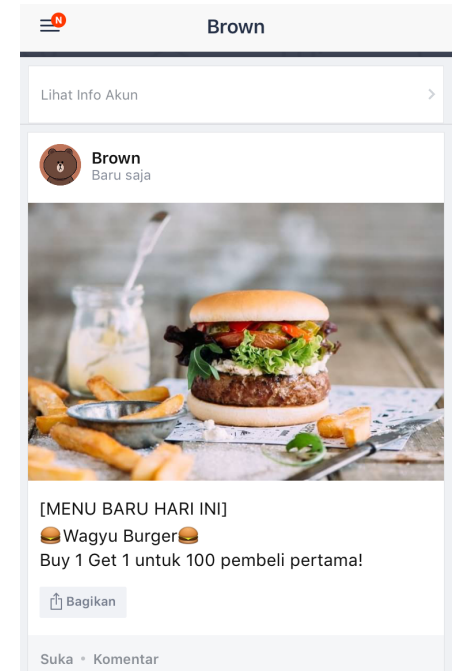 N
Brown
Lihat Info Akun
Brown
Baru saja
[MENU BARU HARI INI]
🍔Wagyu Burger🍔
Buy 1 Get 1 untuk 100 pembeli pertama!
Bagikan
Suka • Komentar